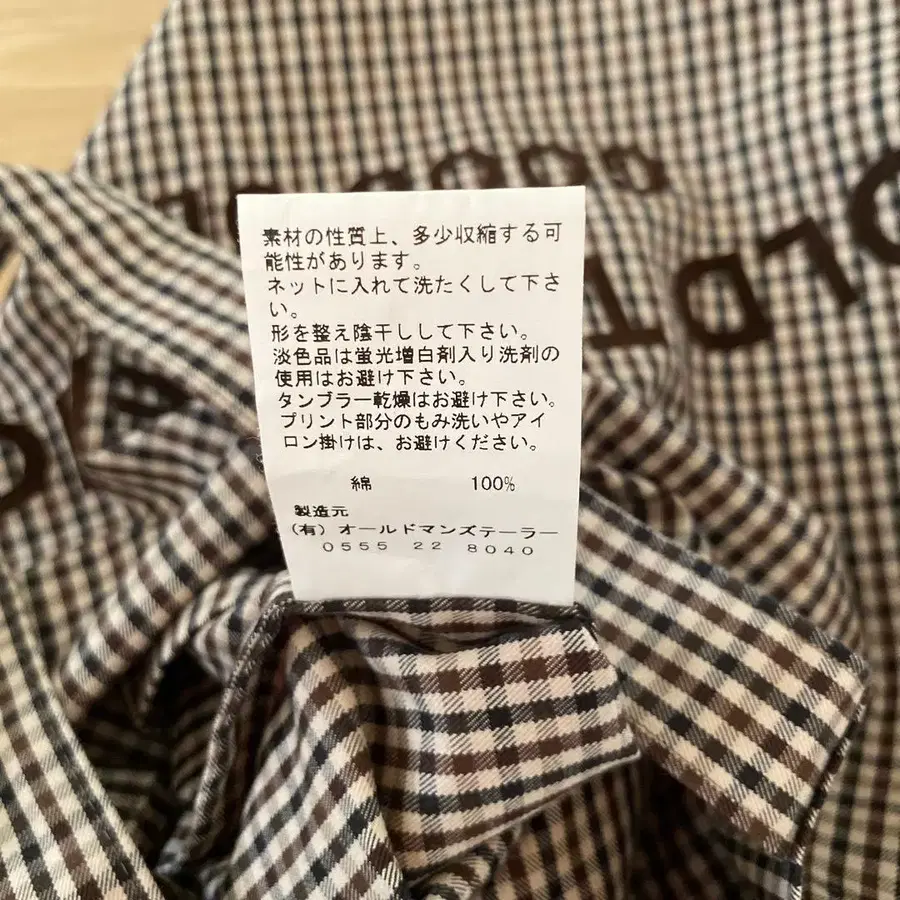 素材の性質上、多少収縮する可
能性があります。
ネットに入れて洗たくして下さ
い。
形を整え陰干しして下さい。
淡色品は蛍光増白剤入り洗剤の
使用はお避け下さい。
タンブラー乾燥はお避け下さい。
プリント部分のもみ洗いやアイ
ロン掛けは、お避けください。
綿 100%
製造元
(有) オールドマンズテーラー
0555 22 8040